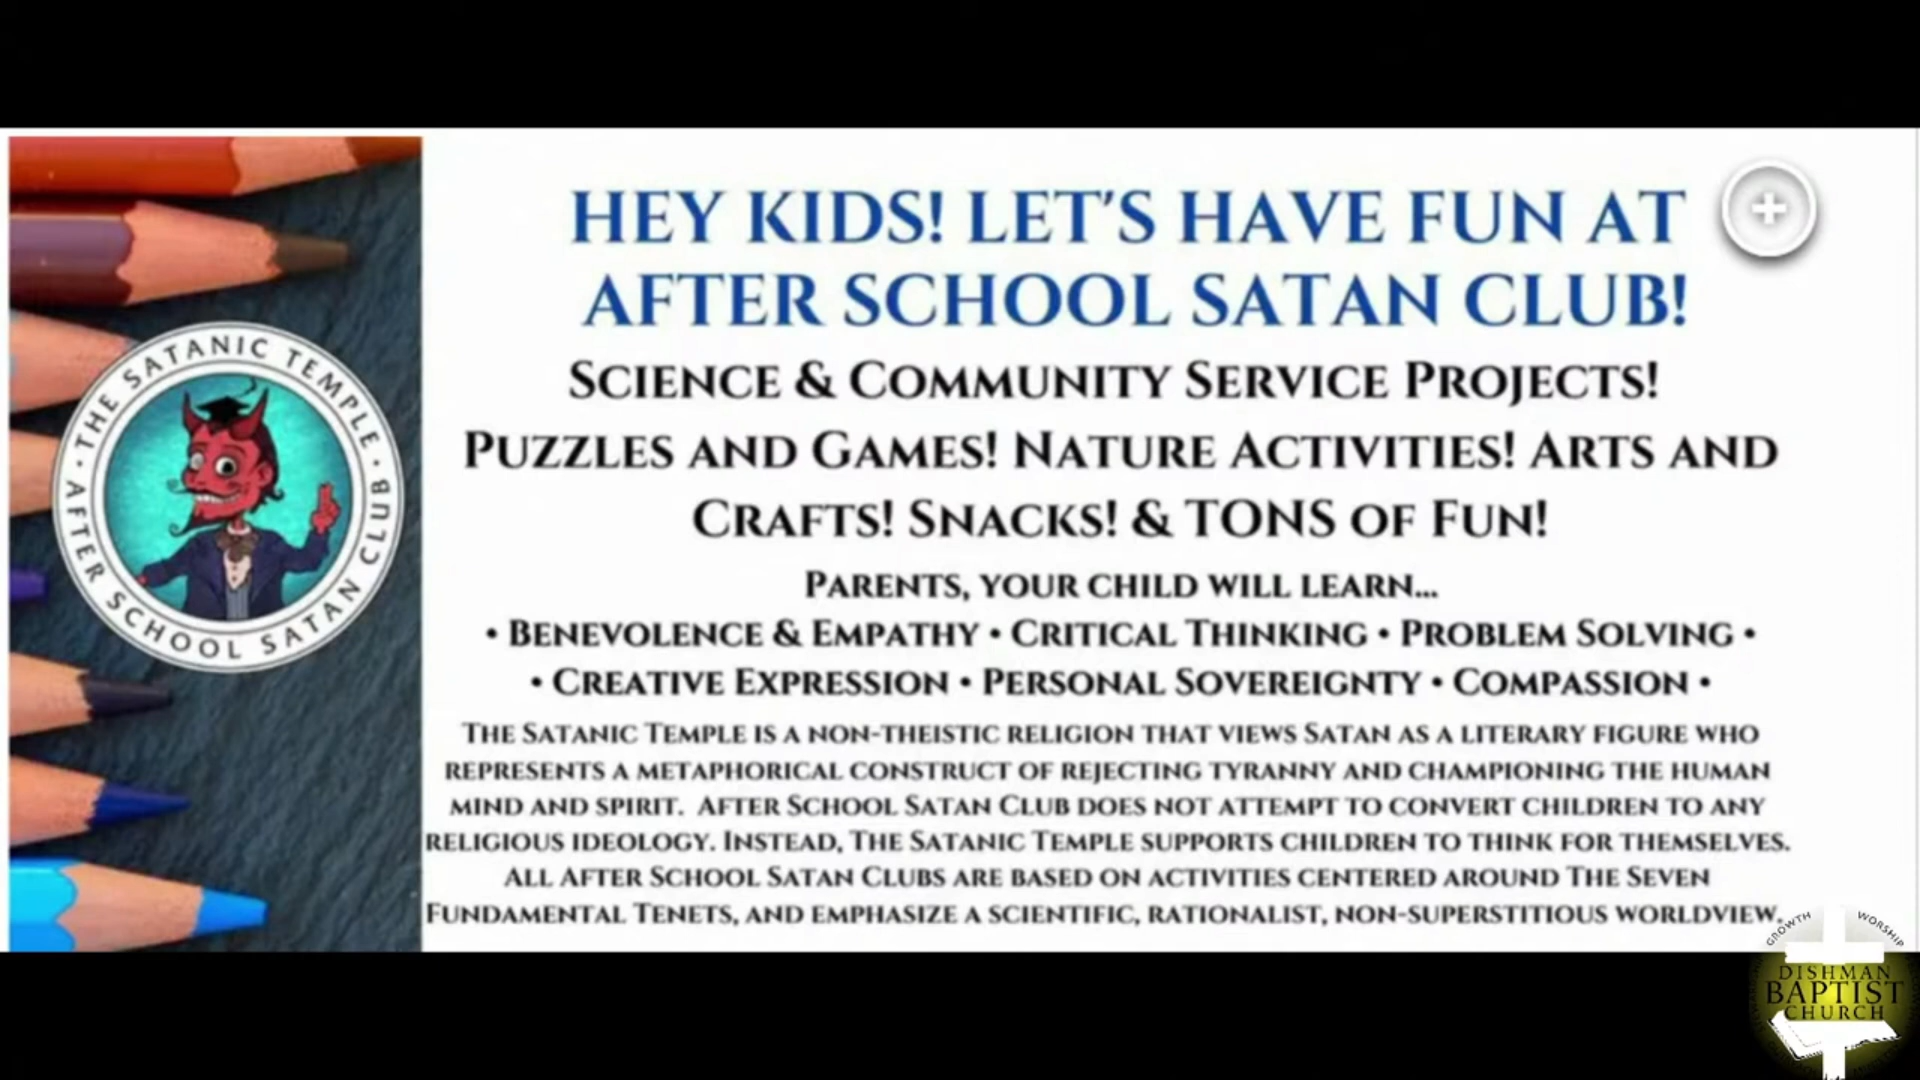 HEY KIDS! LET'S HAVE FUN AT
AFTER SCHOOL SATAN CLUB!
SCIENCE & COMMUNITY SERVICE PROJECTS!
PUZZLES AND GAMES! NATURE ACTIVITIES! ARTS AND
CRAFTS! SNACKS! & TONS OF FUN!
PARENTS, YOUR CHILD WILL LEARN...
• BENEVOLENCE & EMPATHY • CRITICAL THINKING • PROBLEM SOLVING •
• CREATIVE EXPRESSION • PERSONAL SOVEREIGNTY • COMPASSION •
THE SATANIC TEMPLE IS A NON-THEISTIC RELIGION THAT VIEWS SATAN AS A LITERARY FIGURE WHO
REPRESENTS A METAPHORICAL CONSTRUCT OF REJECTING TYRANNY AND CHAMPIONING THE HUMAN
MIND AND SPIRIT. AFTER SCHOOL SATAN CLUB DOES NOT ATTEMPT TO CONVERT CHILDREN TO ANY
RELIGIOUS IDEOLOGY. INSTEAD, THE SATANIC TEMPLE SUPPORTS CHILDREN TO THINK FOR THEMSELVES.
ALL AFTER SCHOOL SATAN CLUBS ARE BASED ON ACTIVITIES CENTERED AROUND THE SEVEN
FUNDAMENTAL TENETS, AND EMPHASIZE A SCIENTIFIC, RATIONALIST, NON-SUPERSTITIOUS WORLDVIEW.
• THE SATANIC TEMPLE •
AFTER SCHOOL SATAN CLUB
GROWTH WORSHIP
DISHMAN
BAPTIST
CHURCH